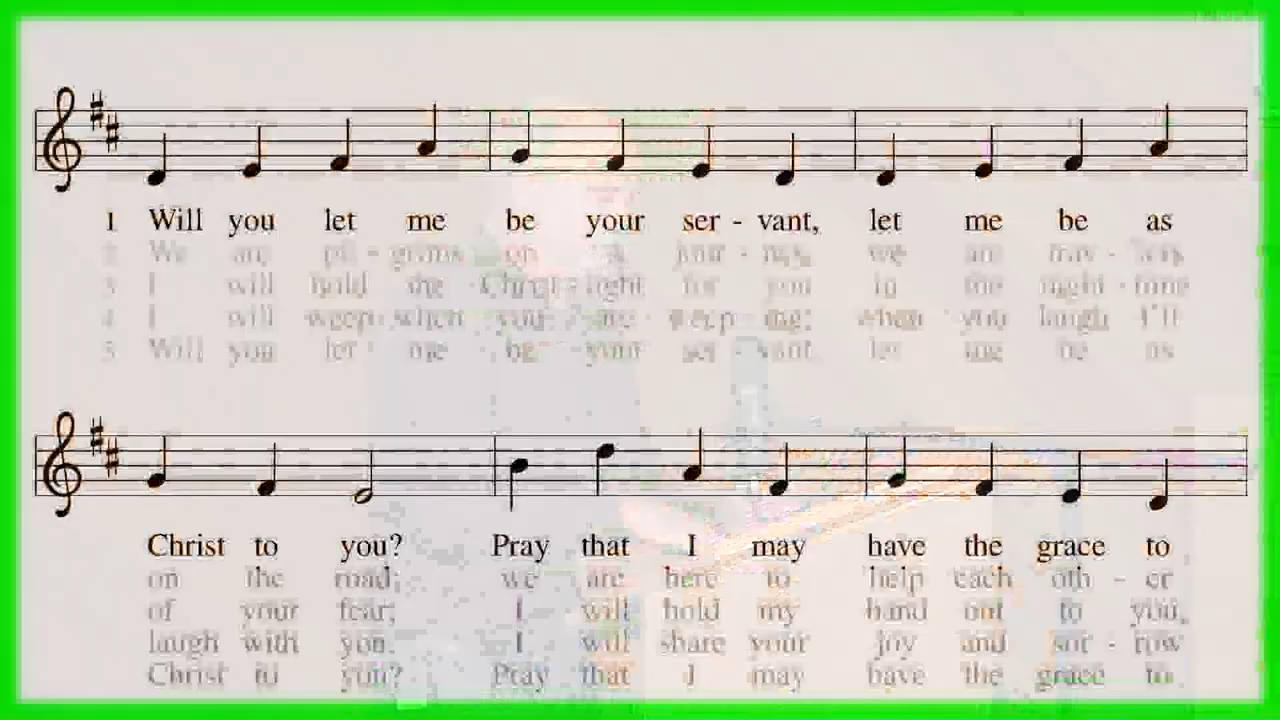 1 Will you let me be your ser - vant, let me be as
2 We are pil - grims on a jour - ney, we are trav - 'lers
3 I will hold the Christ - light for you in the night - time
4 I will weep when you are weep - ing; when you laugh I'll
5 Will you let me be your ser - vant, let me be as
Christ to you? Pray that I may have the grace to
on the road; we are here to help each oth - er
of your fear; I will hold my hand out to you,
laugh with you. I will share your joy and sor - row
Christ to you? Pray that I may have the grace to